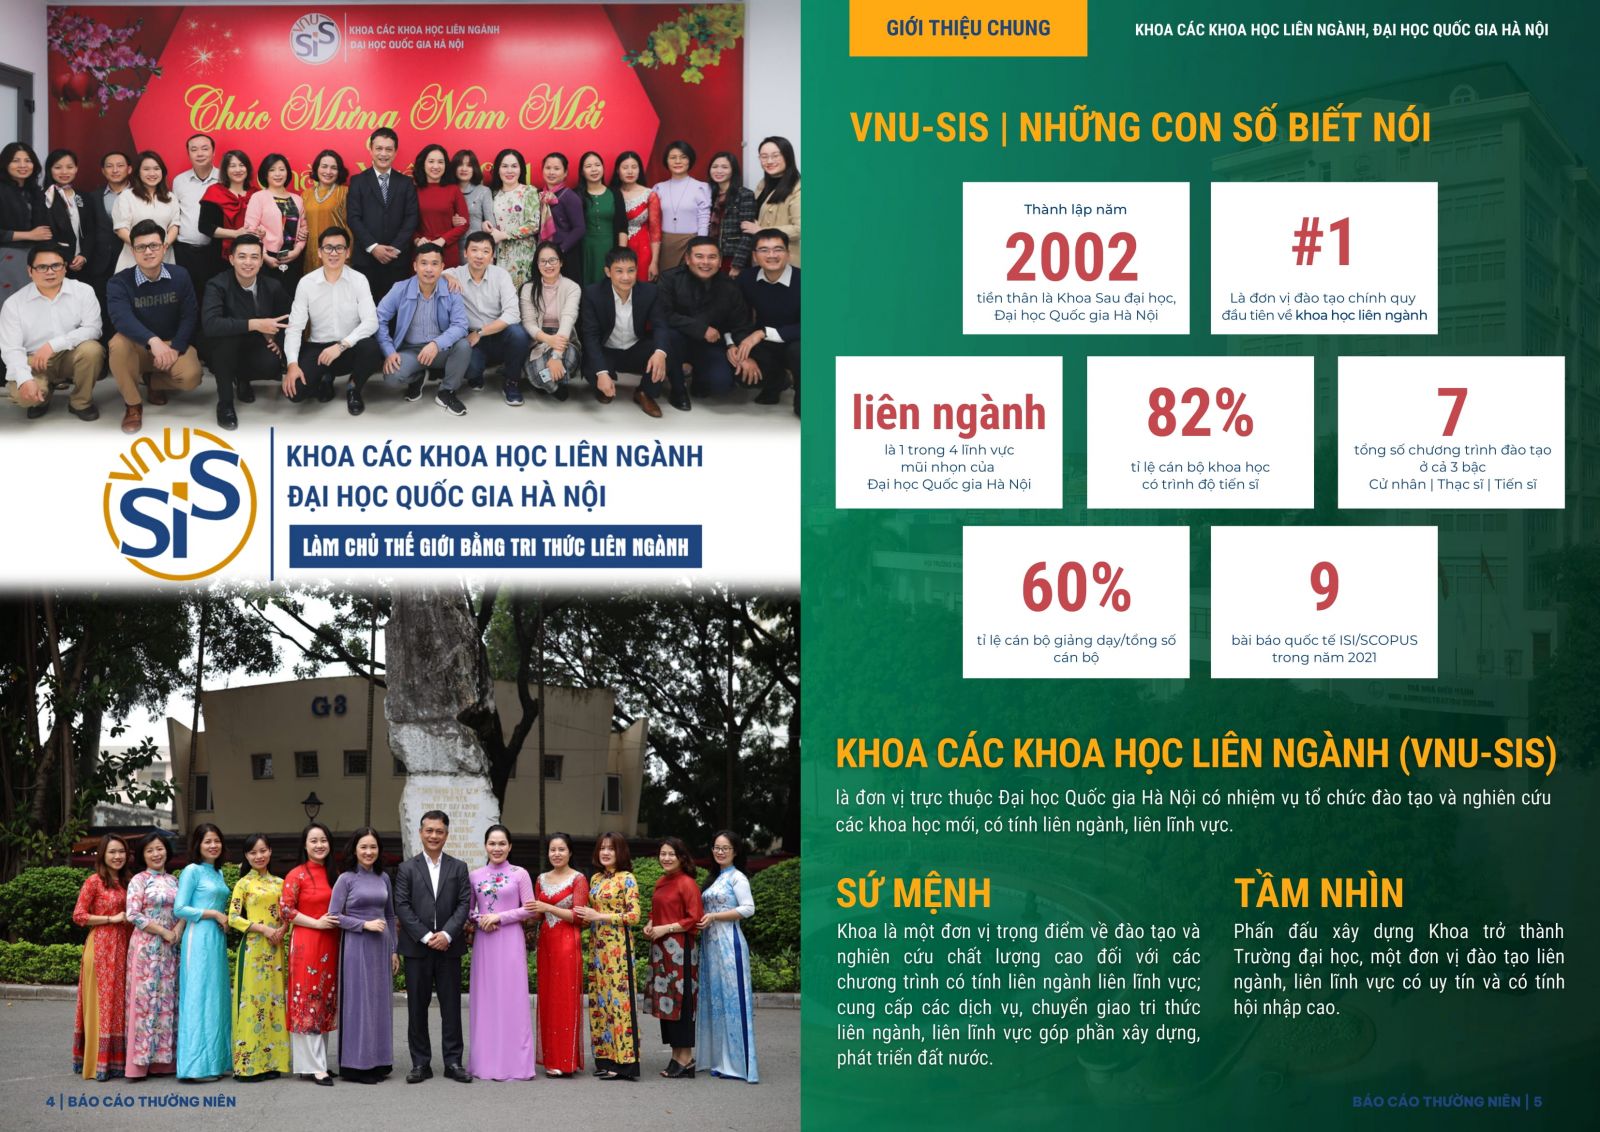 VNU
SIS
KHOA CÁC KHOA HỌC LIÊN NGÀNH
ĐẠI HỌC QUỐC GIA HÀ NỘI
Chúc Mừng Năm Mới
BADFIVE
VNU
SiS
KHOA CÁC KHOA HỌC LIÊN NGÀNH
ĐẠI HỌC QUỐC GIA HÀ NỘI
LÀM CHỦ THẾ GIỚI BẰNG TRI THỨC LIÊN NGÀNH
G3
4 | BÁO CÁO THƯỜNG NIÊN
GIỚI THIỆU CHUNG
KHOA CÁC KHOA HỌC LIÊN NGÀNH, ĐẠI HỌC QUỐC GIA HÀ NỘI
VNU-SIS | NHỮNG CON SỐ BIẾT NÓI
Thành lập năm
2002
tiền thân là Khoa Sau đại học,
Đại học Quốc gia Hà Nội
#1
Là đơn vị đào tạo chính quy
đầu tiên về khoa học liên ngành
liên ngành
là 1 trong 4 lĩnh vực
mũi nhọn của
Đại học Quốc gia Hà Nội
82%
tỉ lệ cán bộ khoa học
có trình độ tiến sĩ
7
tổng số chương trình đào tạo
ở cả 3 bậc
Cử nhân | Thạc sĩ | Tiến sĩ
60%
tỉ lệ cán bộ giảng dạy/tổng số
cán bộ
9
bài báo quốc tế ISI/SCOPUS
trong năm 2021
KHOA CÁC KHOA HỌC LIÊN NGÀNH (VNU-SIS)
là đơn vị trực thuộc Đại học Quốc gia Hà Nội có nhiệm vụ tổ chức đào tạo và nghiên cứu
các khoa học mới, có tính liên ngành, liên lĩnh vực.
SỨ MỆNH
Khoa là một đơn vị trọng điểm về đào tạo và
nghiên cứu chất lượng cao đối với các
chương trình có tính liên ngành liên lĩnh vực;
cung cấp các dịch vụ, chuyển giao tri thức
liên ngành, liên lĩnh vực góp phần xây dựng,
phát triển đất nước.
TẦM NHÌN
Phấn đấu xây dựng Khoa trở thành
Trường đại học, một đơn vị đào tạo liên
ngành, liên lĩnh vực có uy tín và có tính
hội nhập cao.
BÁO CÁO THƯỜNG NIÊN | 5